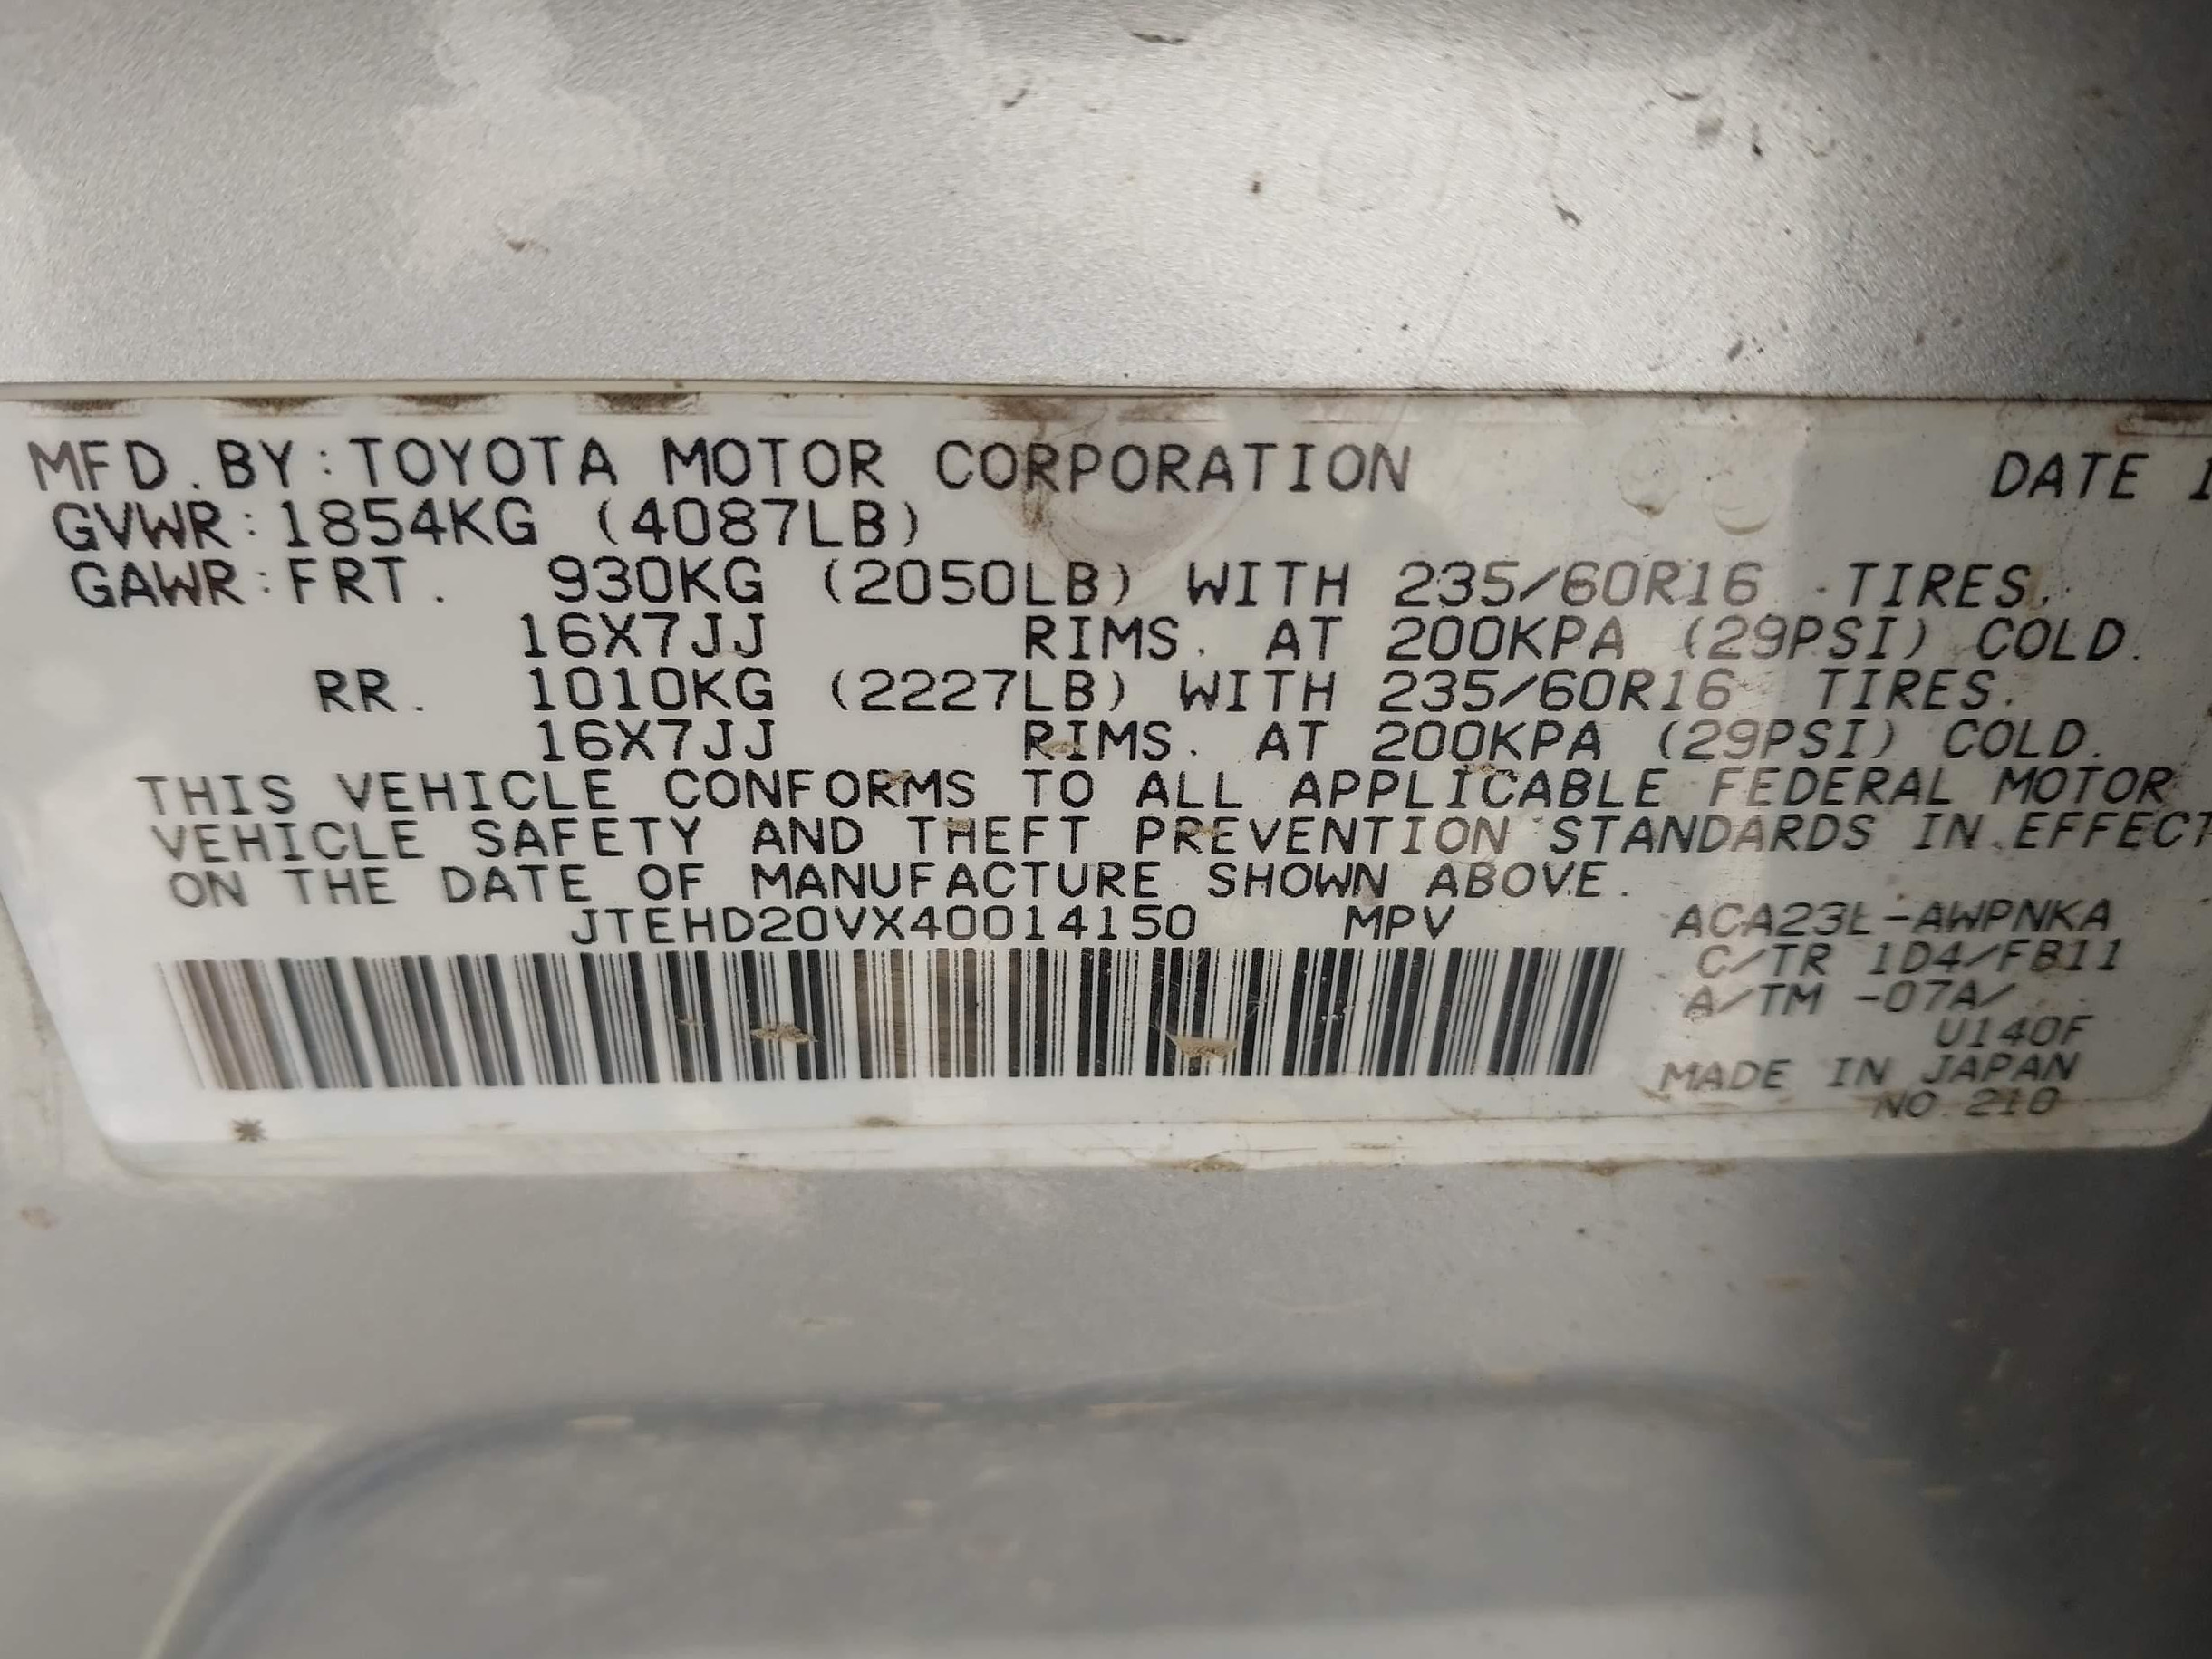 MFD.BY:TOYOTA MOTOR CORPORATION DATE 1
GVWR:1854KG (4087LB)
GAWR:FRT. 930KG (2050LB) WITH 235/60R16 TIRES.
16X7JJ RIMS. AT 200KPA (29PSI) COLD.
RR. 1010KG (2227LB) WITH 235/60R16 TIRES.
16X7JJ RIMS. AT 200KPA (29PSI) COLD.
THIS VEHICLE CONFORMS TO ALL APPLICABLE FEDERAL MOTOR
VEHICLE SAFETY AND THEFT PREVENTION STANDARDS IN EFFECT
ON THE DATE OF MANUFACTURE SHOWN ABOVE.
JTEHD20VX40014150 MPV ACA23L-AWPNKA
C/TR 1D4/FB11
A/TM -07A/
U140F
MADE IN JAPAN
NO.210
*